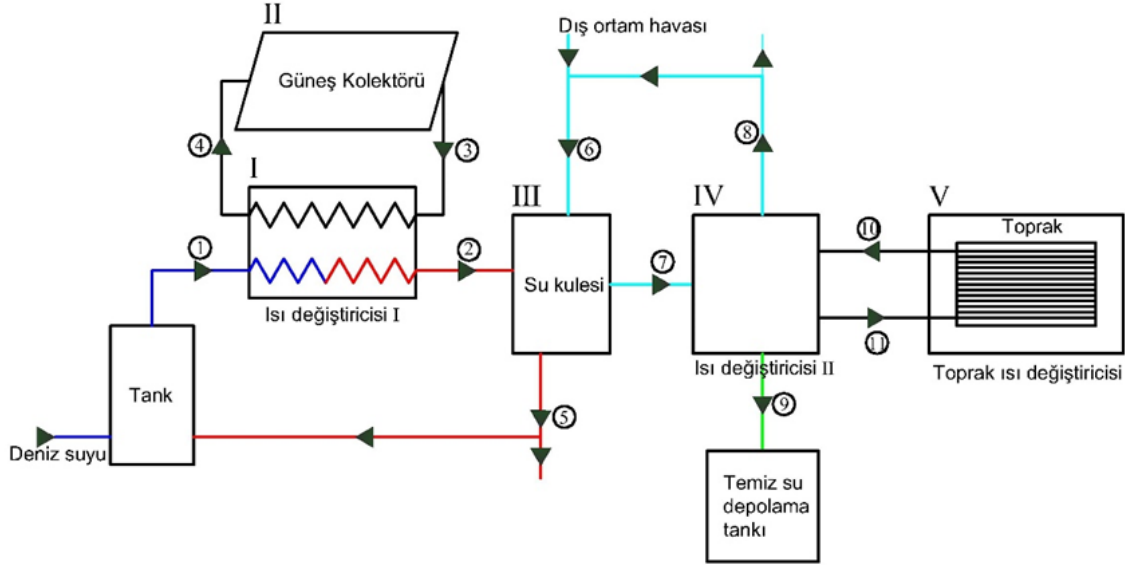 II
Güneş Kolektörü
Dış ortam havası
4
3
6
8
I
III
IV
V
1
2
7
10
Toprak
Su kulesi
Isı değiştiricisi I
11
Tank
Isı değiştiricisi II
Toprak ısı değiştiricisi
5
9
Deniz suyu
Temiz su
depolama
tankı